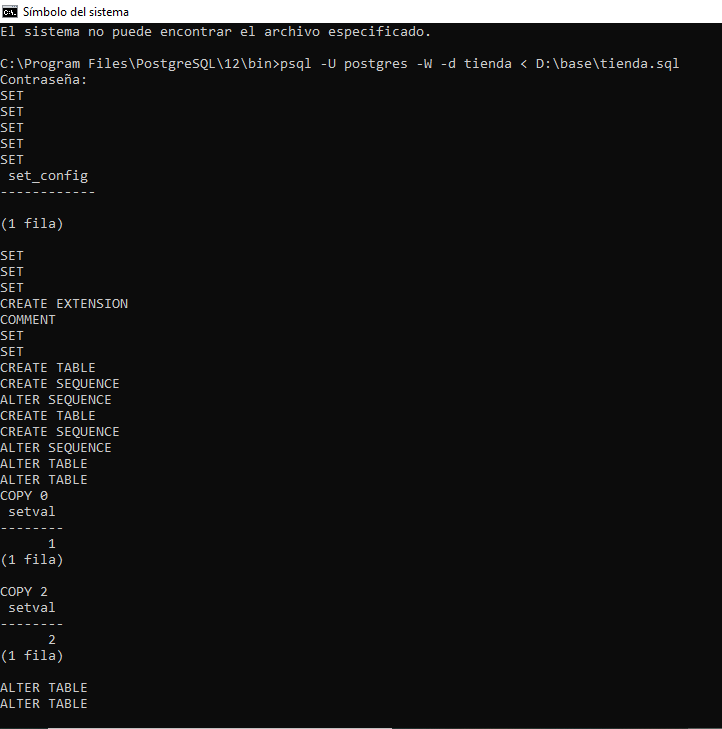 Símbolo del sistema
El sistema no puede encontrar el archivo especificado.
C:\Program Files\PostgreSQL\12\bin>psql -U postgres -W -d tienda < D:\base\tienda.sql
Contraseña:
SET
SET
SET
SET
SET
set_config
------------
(1 fila)
SET
SET
SET
CREATE EXTENSION
COMMENT
SET
SET
CREATE TABLE
CREATE SEQUENCE
ALTER SEQUENCE
CREATE TABLE
CREATE SEQUENCE
ALTER SEQUENCE
ALTER TABLE
ALTER TABLE
COPY 0
setval
--------
1
(1 fila)
COPY 2
setval
--------
2
(1 fila)
ALTER TABLE
ALTER TABLE